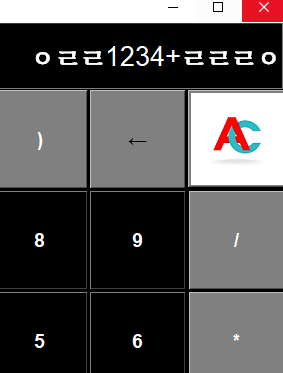 ㅇㄹㄹ1234+ㄹㄹㄹㅇ
) ← AC
8 9 /
5 6 *